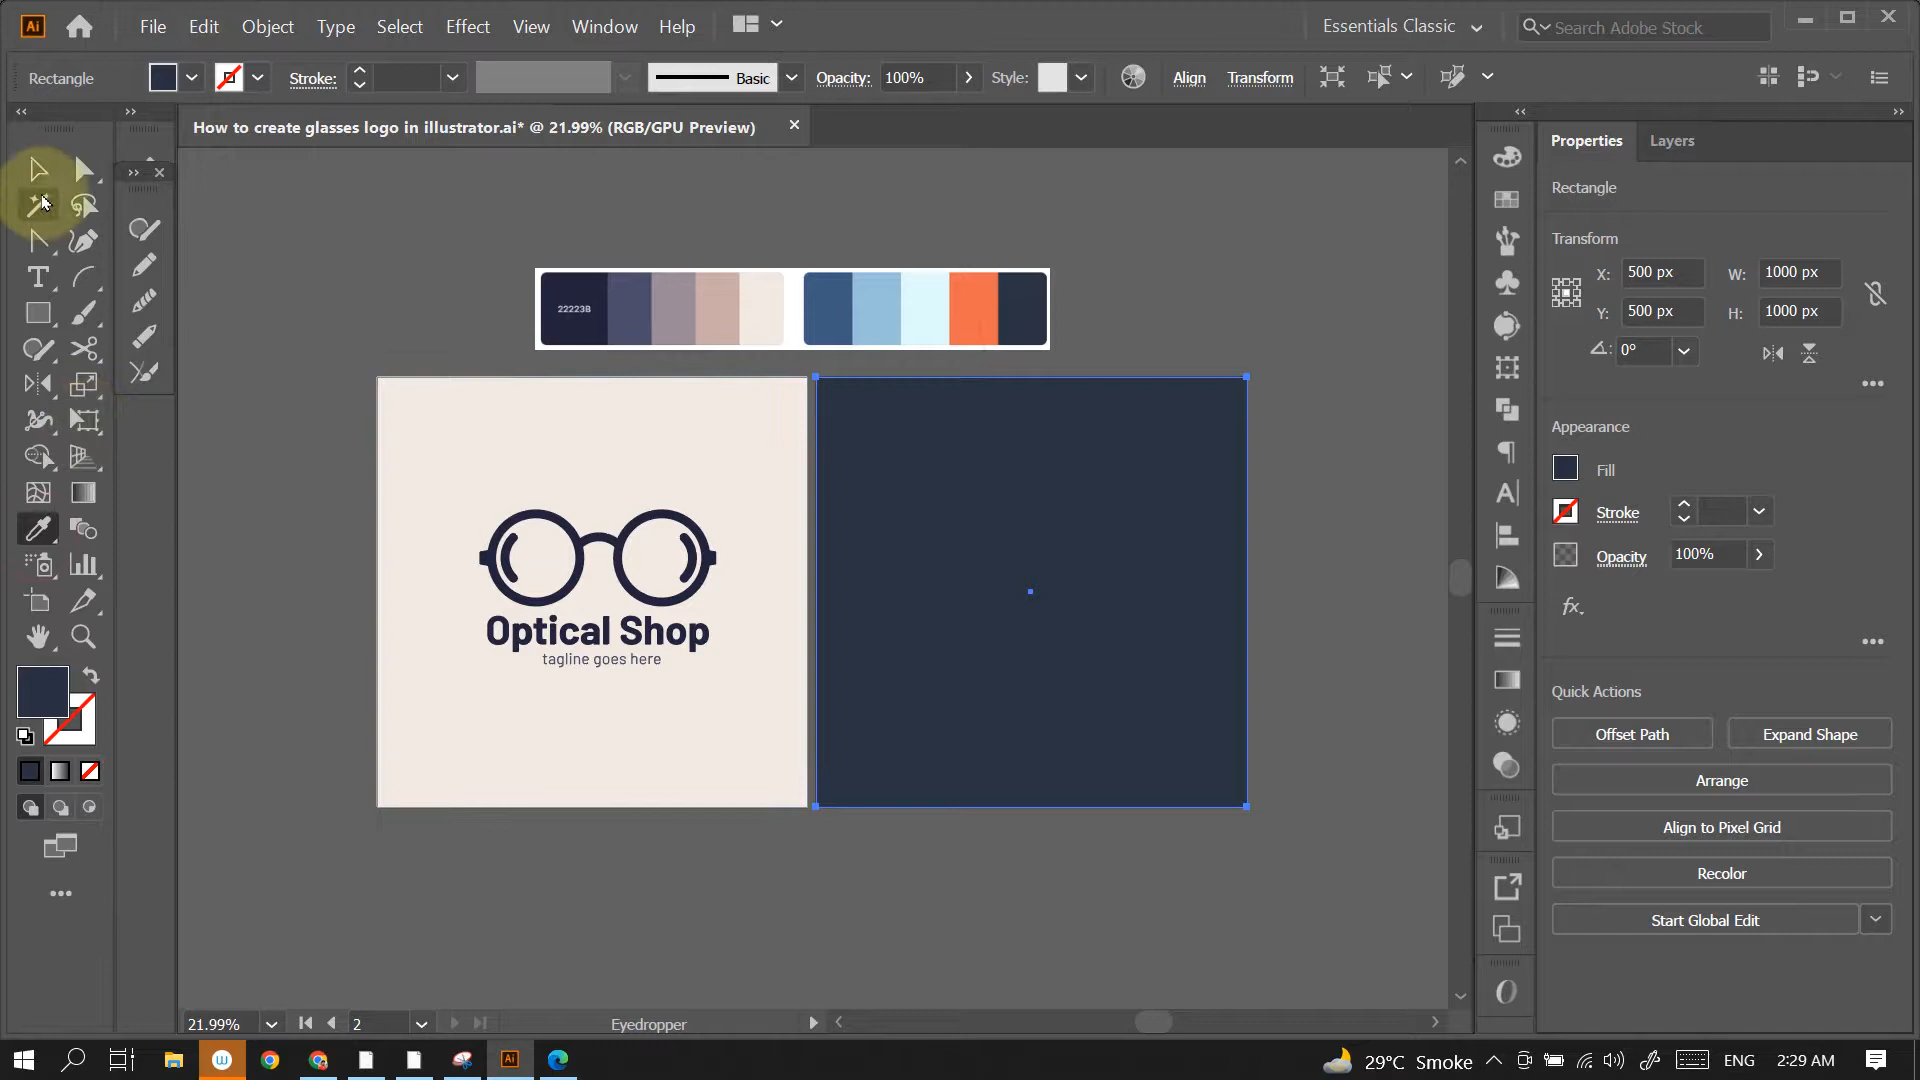 Ai File Edit Object Type Select Effect View Window Help Essentials Classic Search Adobe Stock
Rectangle Stroke: Basic Opacity: 100% Style: Align Transform
How to create glasses logo in illustrator.ai* @ 21.99% (RGB/GPU Preview)
Properties Layers
Rectangle
Transform
X: 500 px W: 1000 px
Y: 500 px H: 1000 px
0°
22223B
Appearance
Fill
Stroke
Opacity 100%
fx
Optical Shop
tagline goes here
Quick Actions
Offset Path Expand Shape
Arrange
Align to Pixel Grid
Recolor
Start Global Edit
21.99% 2 Eyedropper
29°C Smoke ENG 2:29 AM